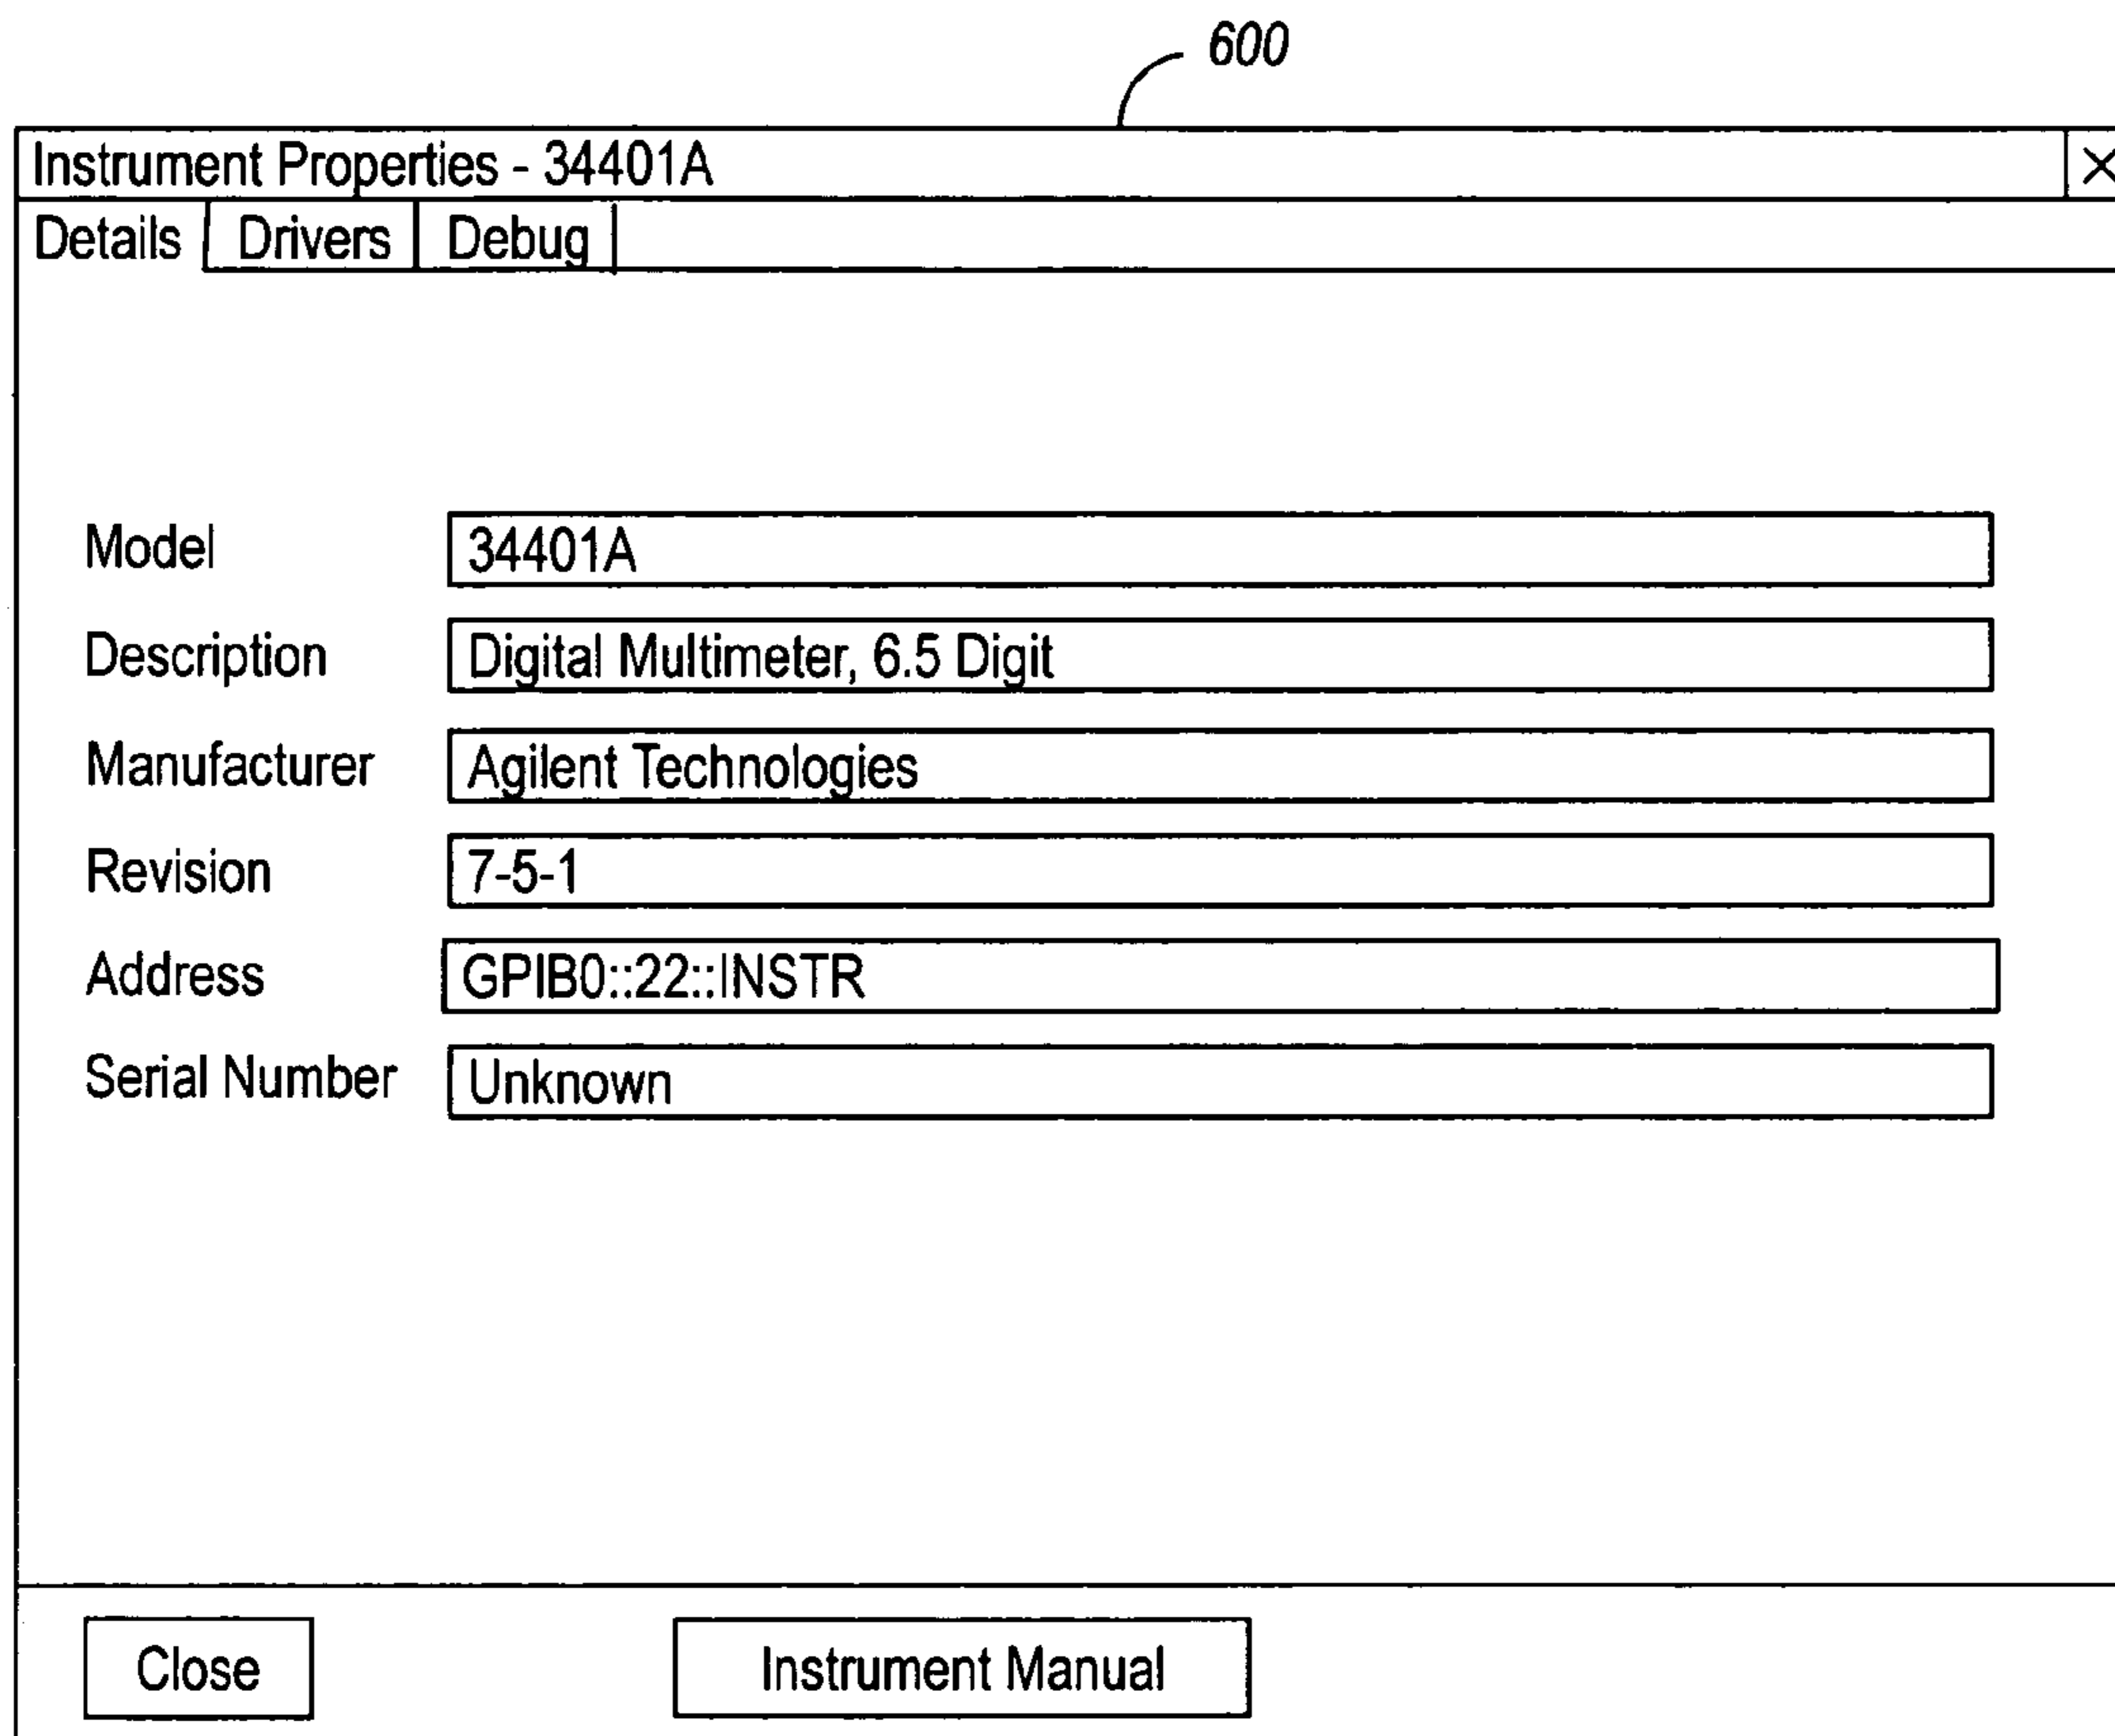 600
Instrument Properties - 34401A X
Details Drivers Debug
Model 34401A
Description Digital Multimeter, 6.5 Digit
Manufacturer Agilent Technologies
Revision 7-5-1
Address GPIB0::22::INSTR
Serial Number Unknown
Close Instrument Manual